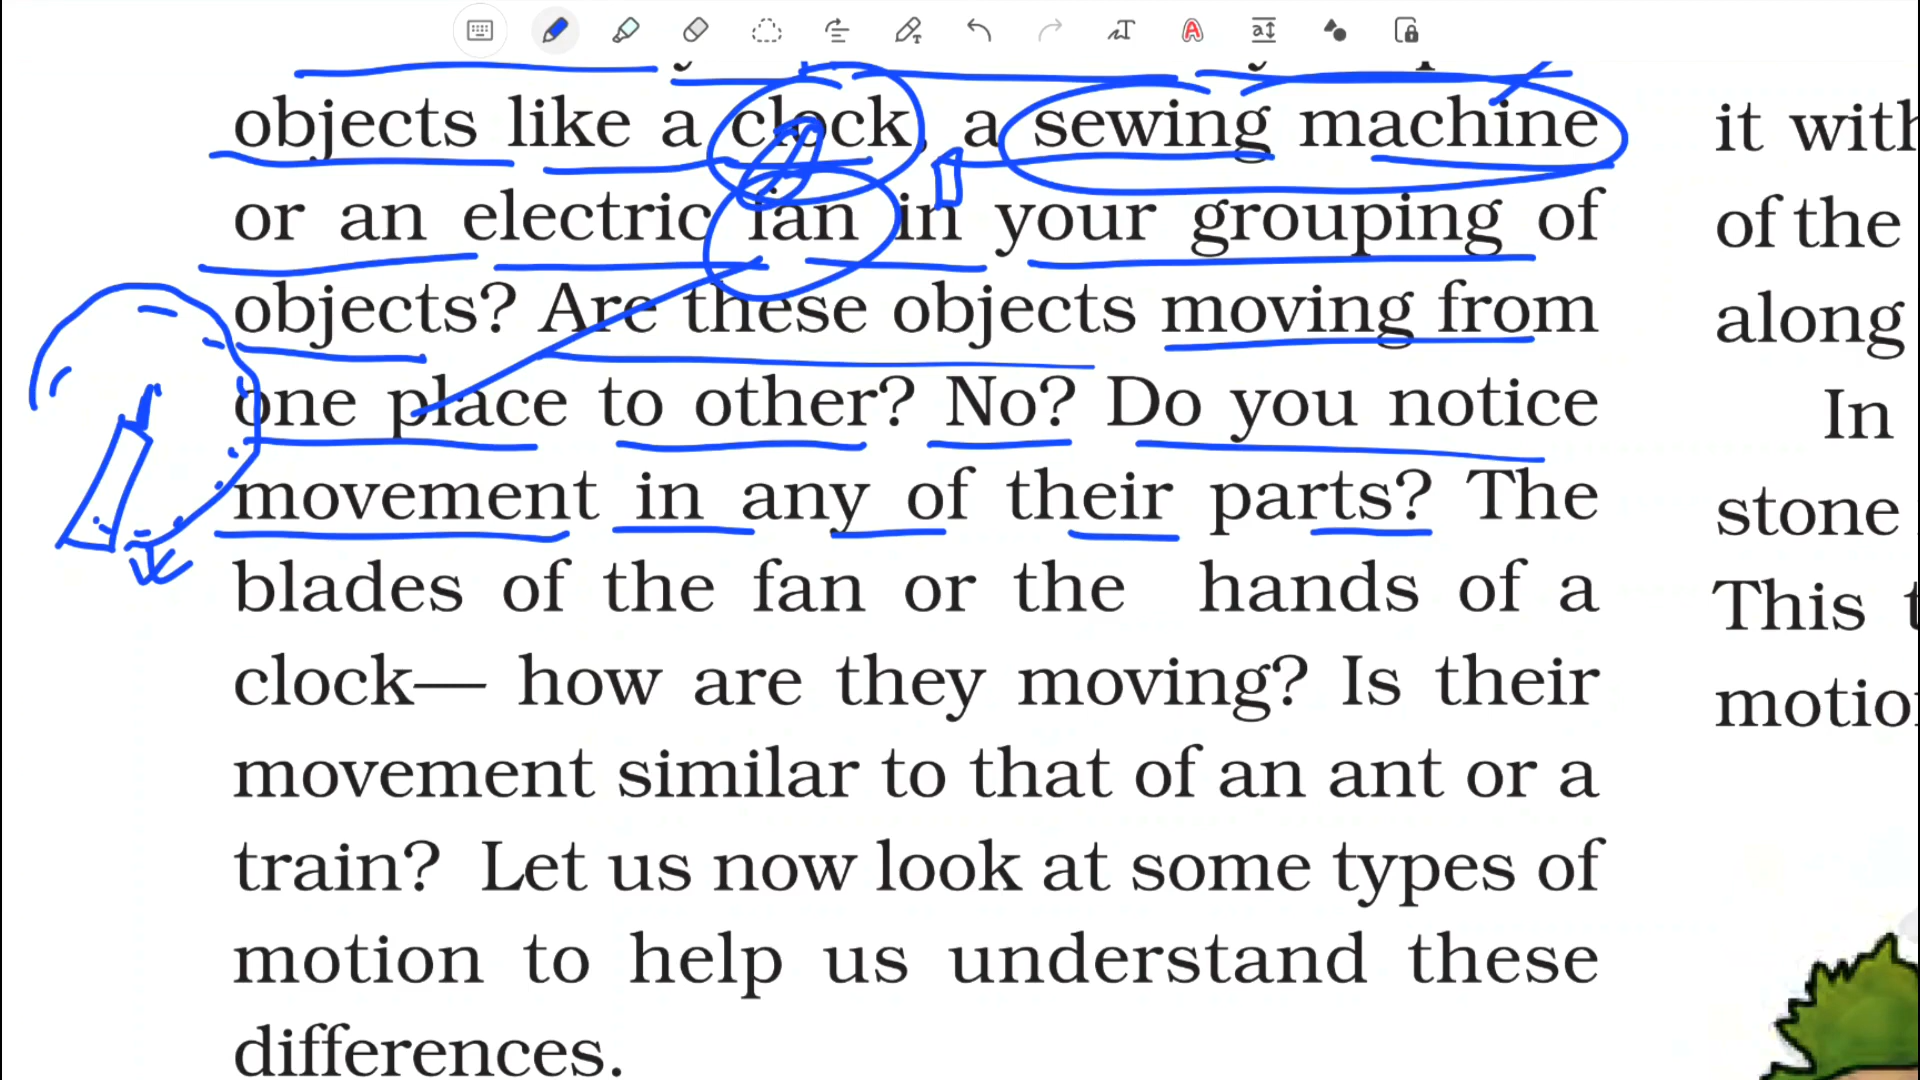 objects like a clock, a sewing machine
or an electric fan in your grouping of
objects? Are these objects moving from
one place to other? No? Do you notice
movement in any of their parts? The
blades of the fan or the hands of a
clock— how are they moving? Is their
movement similar to that of an ant or a
train? Let us now look at some types of
motion to help us understand these
differences.
it with
of the
along
In
stone
This